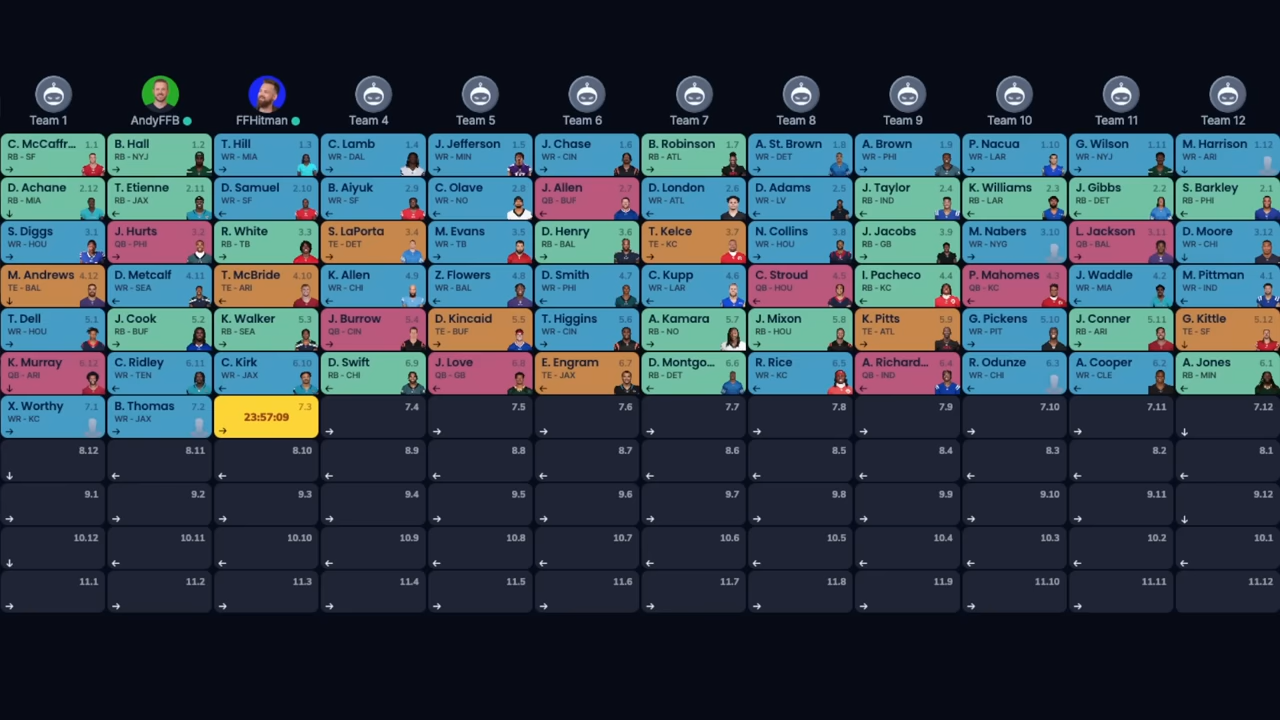 Team 1
AndyFFB
FFHitman
Team 4
Team 5
Team 6
Team 7
Team 8
Team 9
Team 10
Team 11
Team 12
C. McCaffr... 1.1
RB - SF
B. Hall 1.2
RB - NYJ
T. Hill 1.3
WR - MIA
C. Lamb 1.4
WR - DAL
J. Jefferson 1.5
WR - MIN
J. Chase 1.6
WR - CIN
B. Robinson 1.7
RB - ATL
A. St. Brown 1.8
WR - DET
A. Brown 1.9
WR - PHI
P. Nacua 1.10
WR - LAR
G. Wilson 1.11
WR - NYJ
M. Harrison 1.12
WR - ARI
D. Achane 2.12
RB - MIA
T. Etienne 2.11
RB - JAX
D. Samuel 2.10
WR - SF
B. Aiyuk 2.9
WR - SF
C. Olave 2.8
WR - NO
J. Allen 2.7
QB - BUF
D. London 2.6
WR - ATL
D. Adams 2.5
WR - LV
J. Taylor 2.4
RB - IND
K. Williams 2.3
RB - LAR
J. Gibbs 2.2
RB - DET
S. Barkley 2.1
RB - PHI
S. Diggs 3.1
WR - HOU
J. Hurts 3.2
QB - PHI
R. White 3.3
RB - TB
S. LaPorta 3.4
TE - DET
M. Evans 3.5
WR - TB
D. Henry 3.6
RB - BAL
T. Kelce 3.7
TE - KC
N. Collins 3.8
WR - HOU
J. Jacobs 3.9
RB - GB
M. Nabers 3.10
WR - NYG
L. Jackson 3.11
QB - BAL
D. Moore 3.12
WR - CHI
M. Andrews 4.12
TE - BAL
D. Metcalf 4.11
WR - SEA
T. McBride 4.10
TE - ARI
K. Allen 4.9
WR - CHI
Z. Flowers 4.8
WR - BAL
D. Smith 4.7
WR - PHI
C. Kupp 4.6
WR - LAR
C. Stroud 4.5
QB - HOU
I. Pacheco 4.4
RB - KC
P. Mahomes 4.3
QB - KC
J. Waddle 4.2
WR - MIA
M. Pittman 4.1
WR - IND
T. Dell 5.1
WR - HOU
J. Cook 5.2
RB - BUF
K. Walker 5.3
RB - SEA
J. Burrow 5.4
QB - CIN
D. Kincaid 5.5
TE - BUF
T. Higgins 5.6
WR - CIN
A. Kamara 5.7
RB - NO
J. Mixon 5.8
RB - HOU
K. Pitts 5.9
TE - ATL
G. Pickens 5.10
WR - PIT
J. Conner 5.11
RB - ARI
G. Kittle 5.12
TE - SF
K. Murray 6.12
QB - ARI
C. Ridley 6.11
WR - TEN
C. Kirk 6.10
WR - JAX
D. Swift 6.9
RB - CHI
J. Love 6.8
QB - GB
E. Engram 6.7
TE - JAX
D. Montgo... 6.6
RB - DET
R. Rice 6.5
WR - KC
A. Richard... 6.4
QB - IND
R. Odunze 6.3
WR - CHI
A. Cooper 6.2
WR - CLE
A. Jones 6.1
RB - MIN
X. Worthy 7.1
WR - KC
B. Thomas 7.2
WR - JAX
7.3
23:57:09
7.4
7.5
7.6
7.7
7.8
7.9
7.10
7.11
7.12
8.12
8.11
8.10
8.9
8.8
8.7
8.6
8.5
8.4
8.3
8.2
8.1
9.1
9.2
9.3
9.4
9.5
9.6
9.7
9.8
9.9
9.10
9.11
9.12
10.12
10.11
10.10
10.9
10.8
10.7
10.6
10.5
10.4
10.3
10.2
10.1
11.1
11.2
11.3
11.4
11.5
11.6
11.7
11.8
11.9
11.10
11.11
11.12